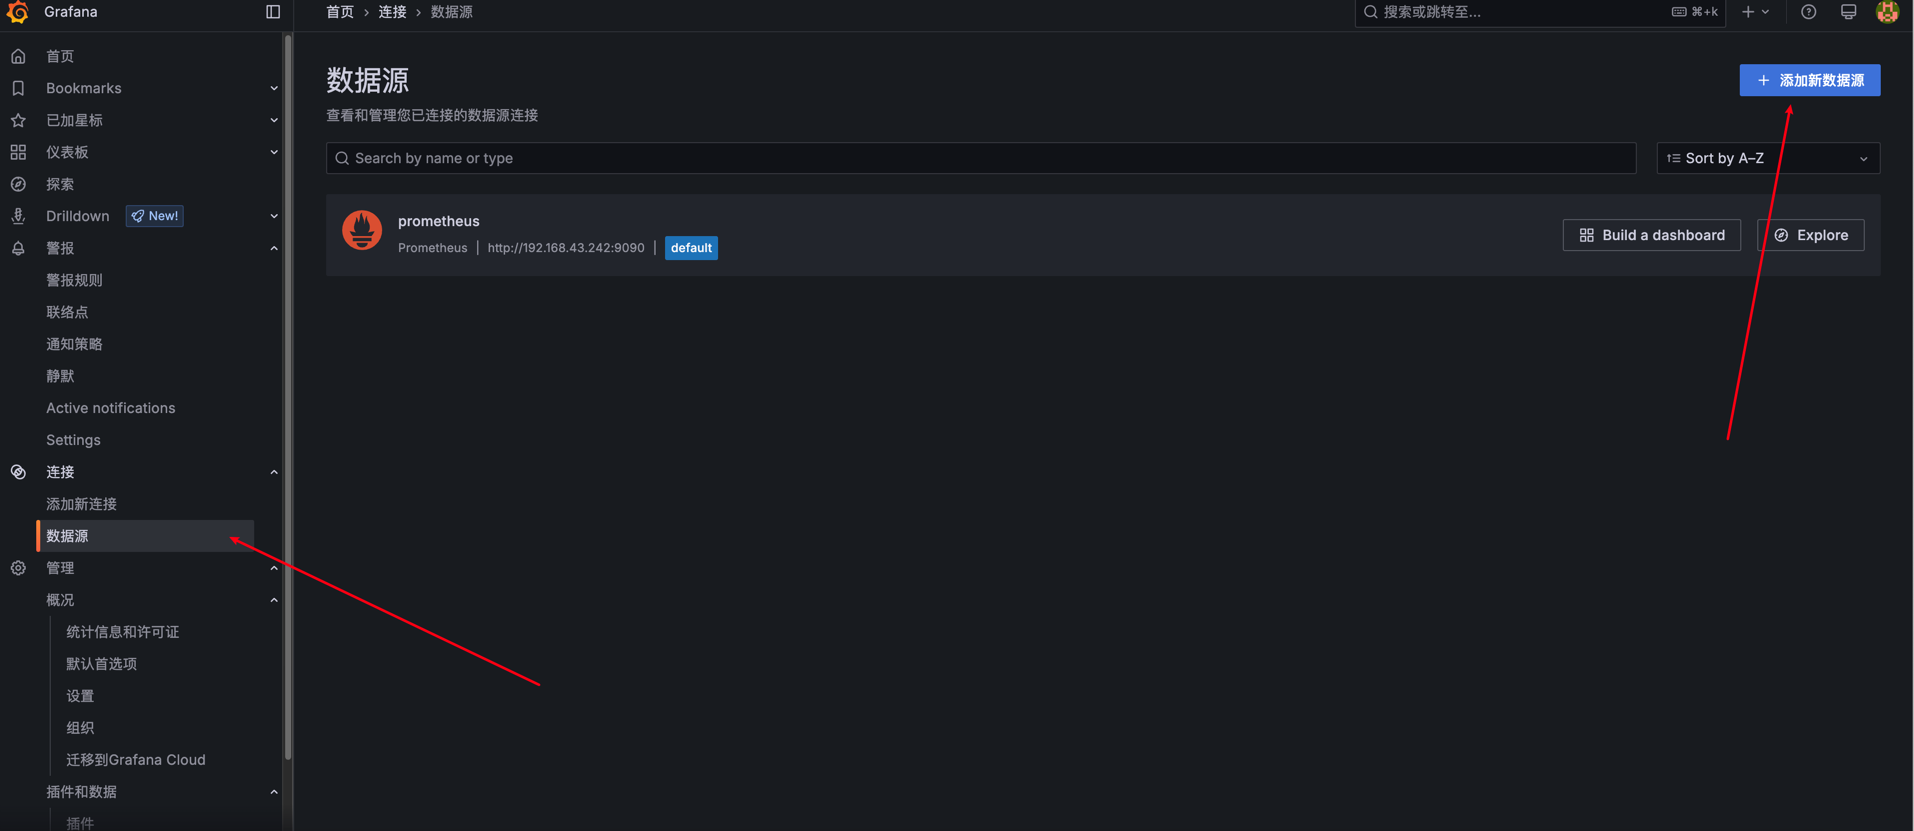 Grafana
首页 › 连接 › 数据源
搜索或跳转至...
⌘+k
首页
Bookmarks
已加星标
仪表板
探索
Drilldown
New!
警报
警报规则
联络点
通知策略
静默
Active notifications
Settings
连接
添加新连接
数据源
管理
概况
统计信息和许可证
默认首选项
设置
组织
迁移到Grafana Cloud
插件和数据
插件
数据源
查看和管理您已连接的数据源连接
添加新数据源
Search by name or type
Sort by A–Z
prometheus
Prometheus | http://192.168.43.242:9090 | default
Build a dashboard
Explore